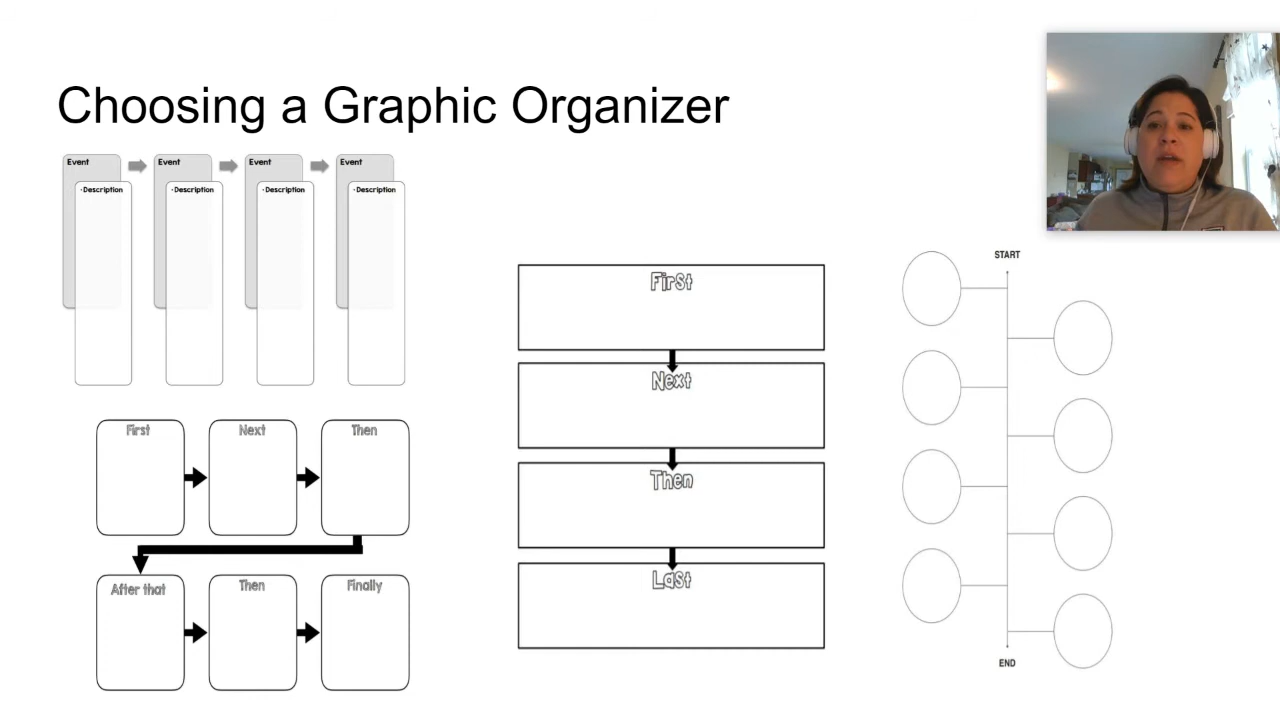 Choosing a Graphic Organizer
Event
Event
Event
Event
·Description
·Description
·Description
·Description
First
Next
Then
After that
Then
Finally
First
Next
Then
Last
START
END